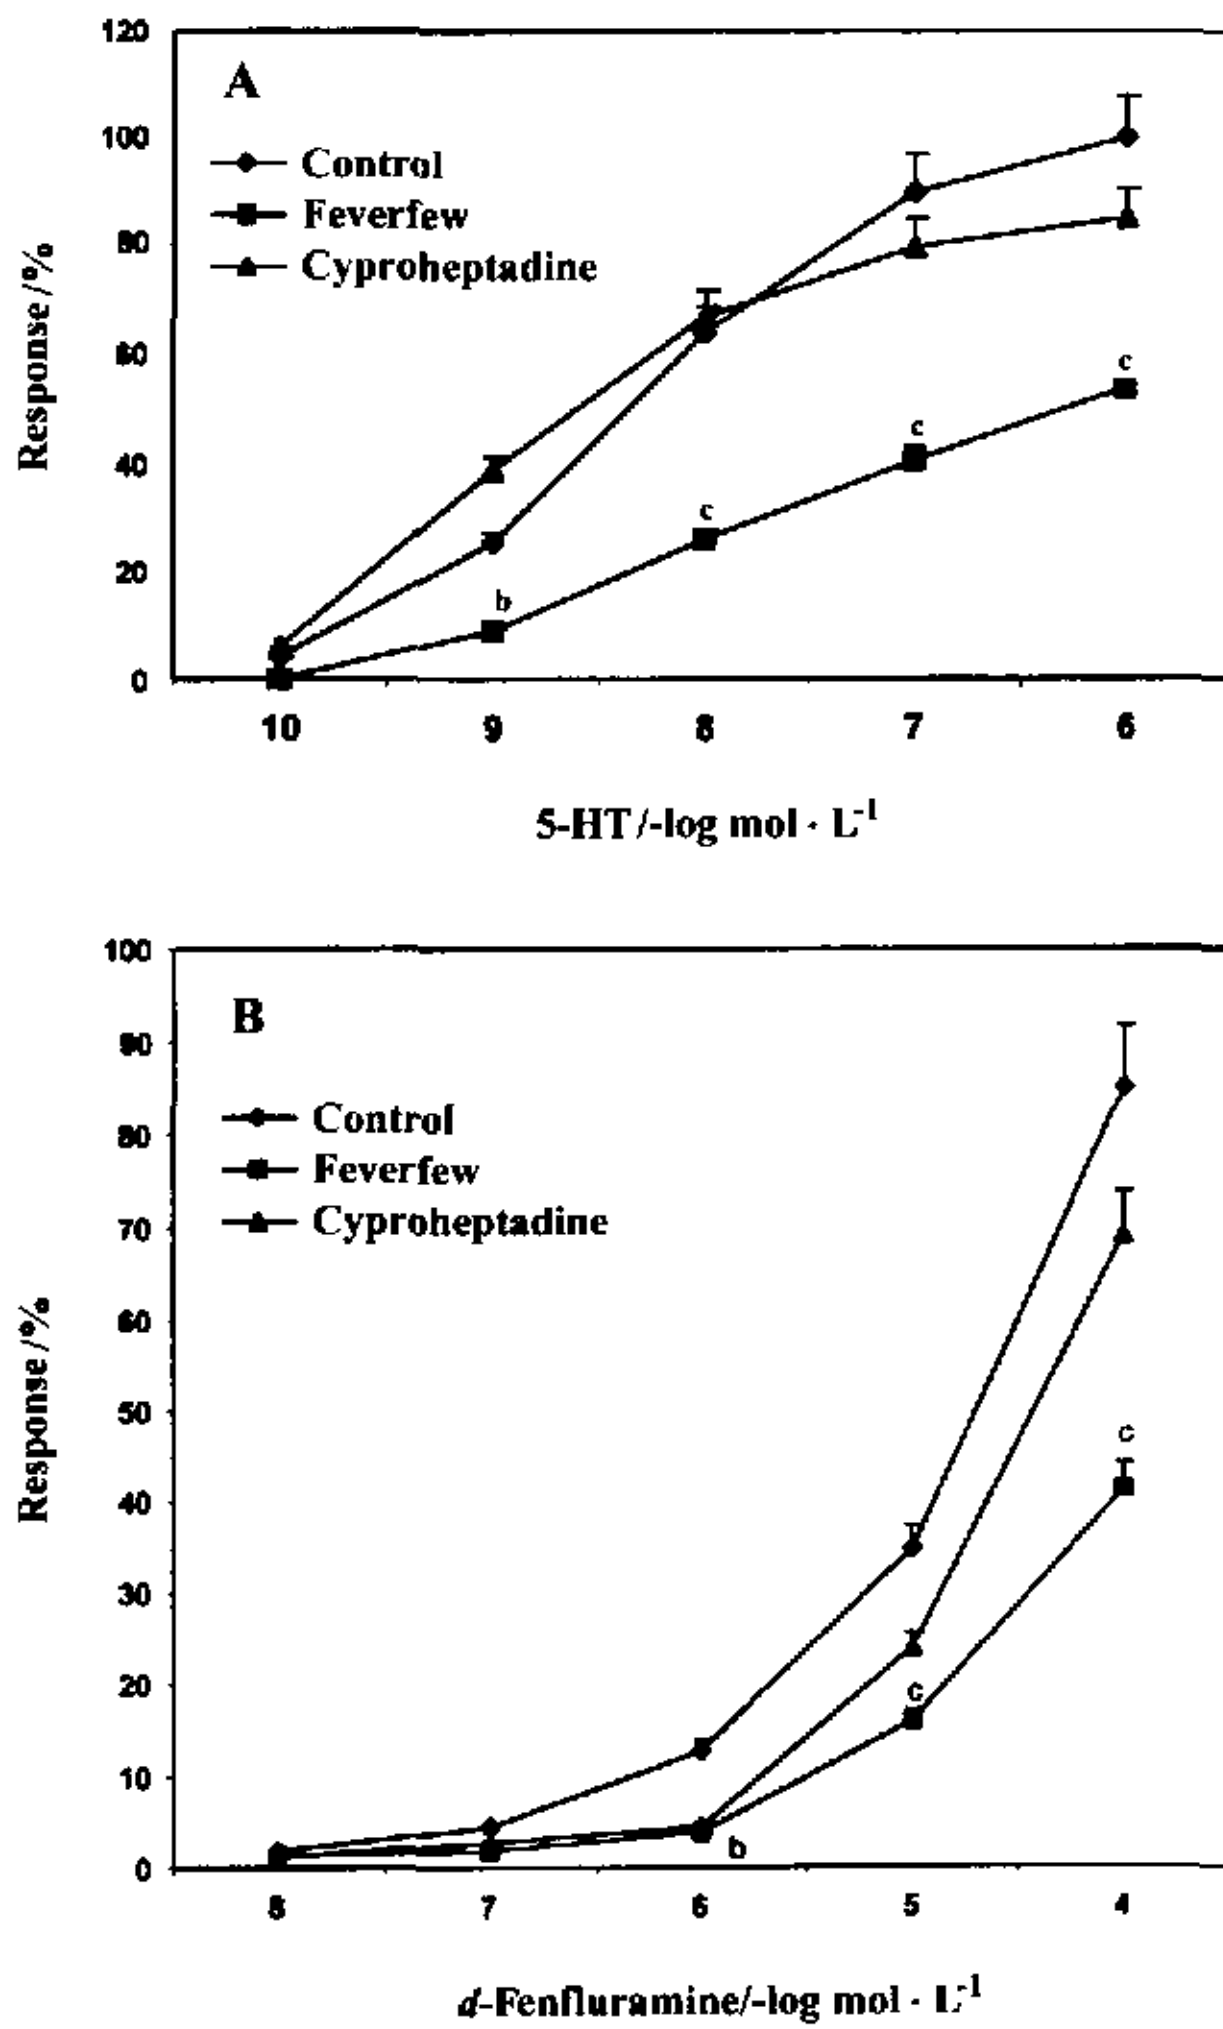 120
A
100
Control
Feverfew
80
Cyproheptadine
Response/%
60
c
40
c
c
20
b
0
10 9 8 7 6
5-HT/-log mol · L-1
100
B
90
Control
80
Feverfew
70
Cyproheptadine
60
Response/%
50
c
40
30
20
c
10
b
0
8 7 6 5 4
d-Fenfluramine/-log mol · L-1